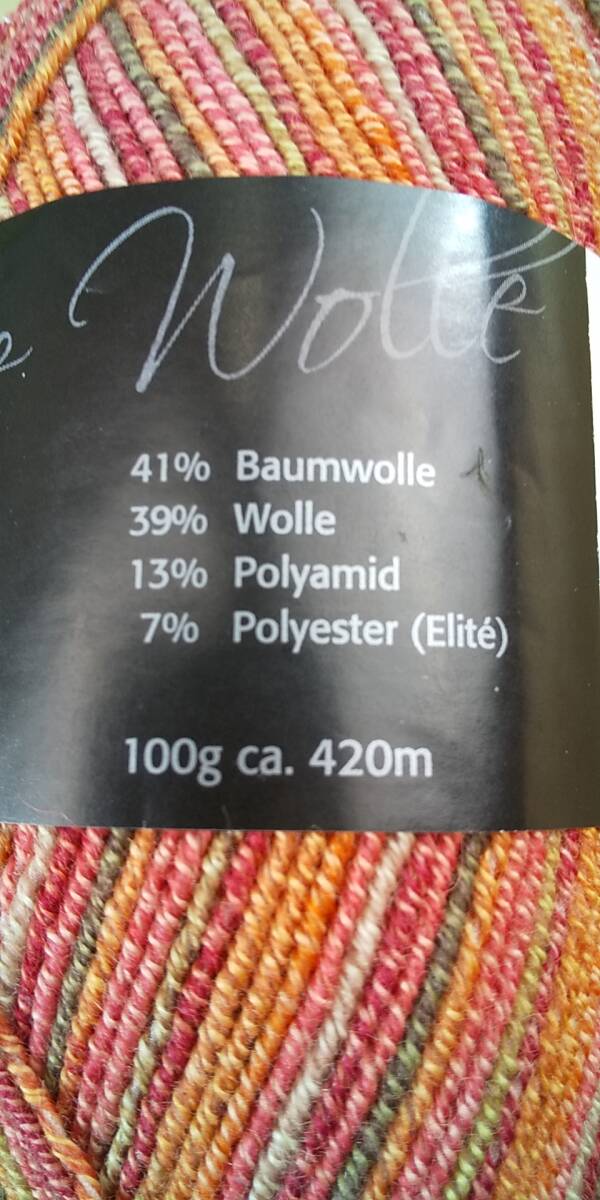 e Wolle
41% Baumwolle
39% Wolle
13% Polyamid
7% Polyester (Elité)
100g ca. 420m